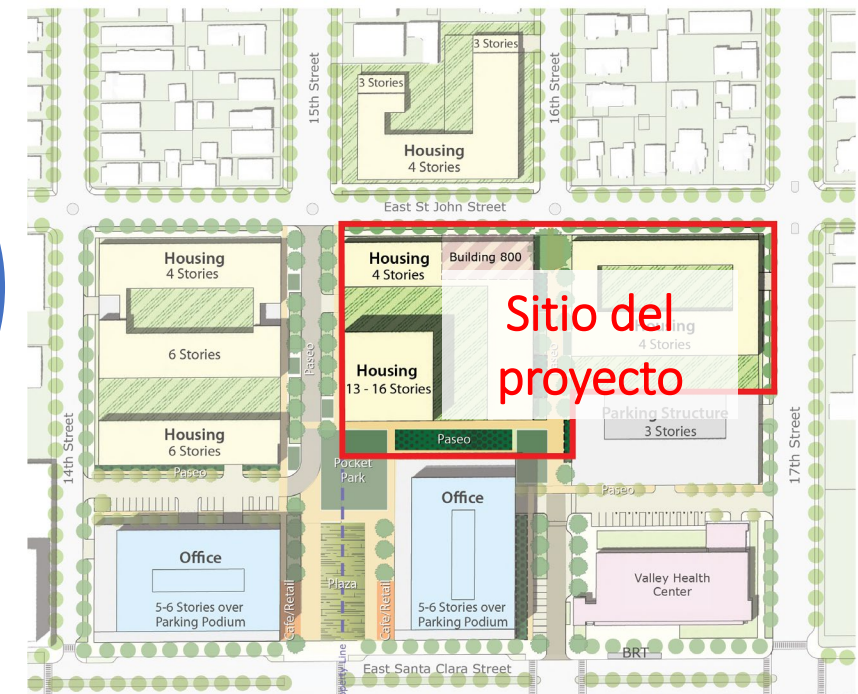 3 Stories
3 Stories
15th Street
16th Street
Housing
4 Stories
East St John Street
Housing
4 Stories
Housing
4 Stories
Building 800
Sitio del
proyecto
Housing
4 Stories
6 Stories
Paseo
Housing
13 - 16 Stories
Parking Structure
3 Stories
Housing
6 Stories
Paseo
14th Street
17th Street
Paseo
Pocket
Park
Paseo
Office
Office
5-6 Stories over
Parking Podium
Cafe/Retail
Plaza
Cafe/Retail
5-6 Stories over
Parking Podium
Valley Health
Center
BRT
East Santa Clara Street
perty Line